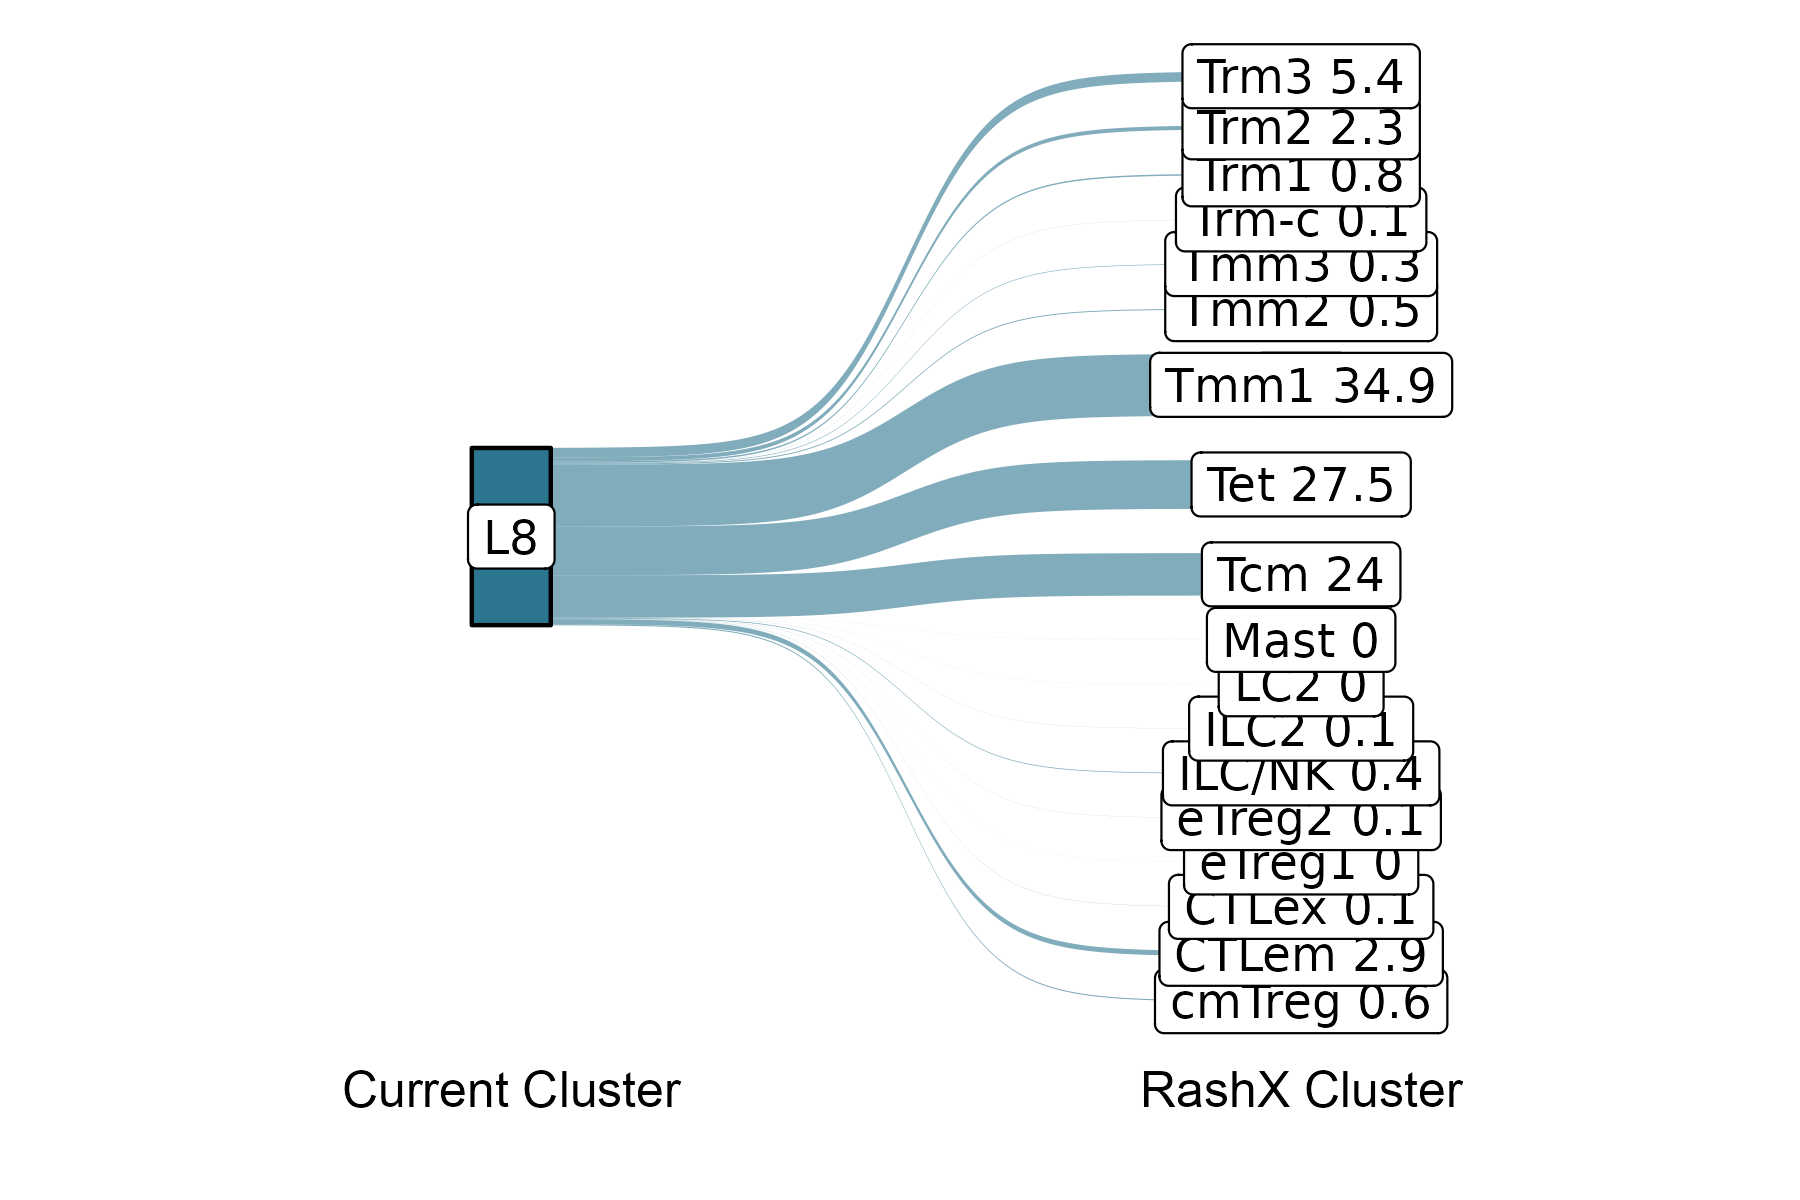 Trm3 5.4
Trm2 2.3
Trm1 0.8
Trm-c 0.1
Tmm3 0.3
Tmm2 0.5
Tmm1 34.9
Tet 27.5
L8
Tcm 24
Mast 0
LC2 0
ILC2 0.1
ILC/NK 0.4
eTreg2 0.1
eTreg1 0
CTLex 0.1
CTLem 2.9
cmTreg 0.6
Current Cluster
RashX Cluster